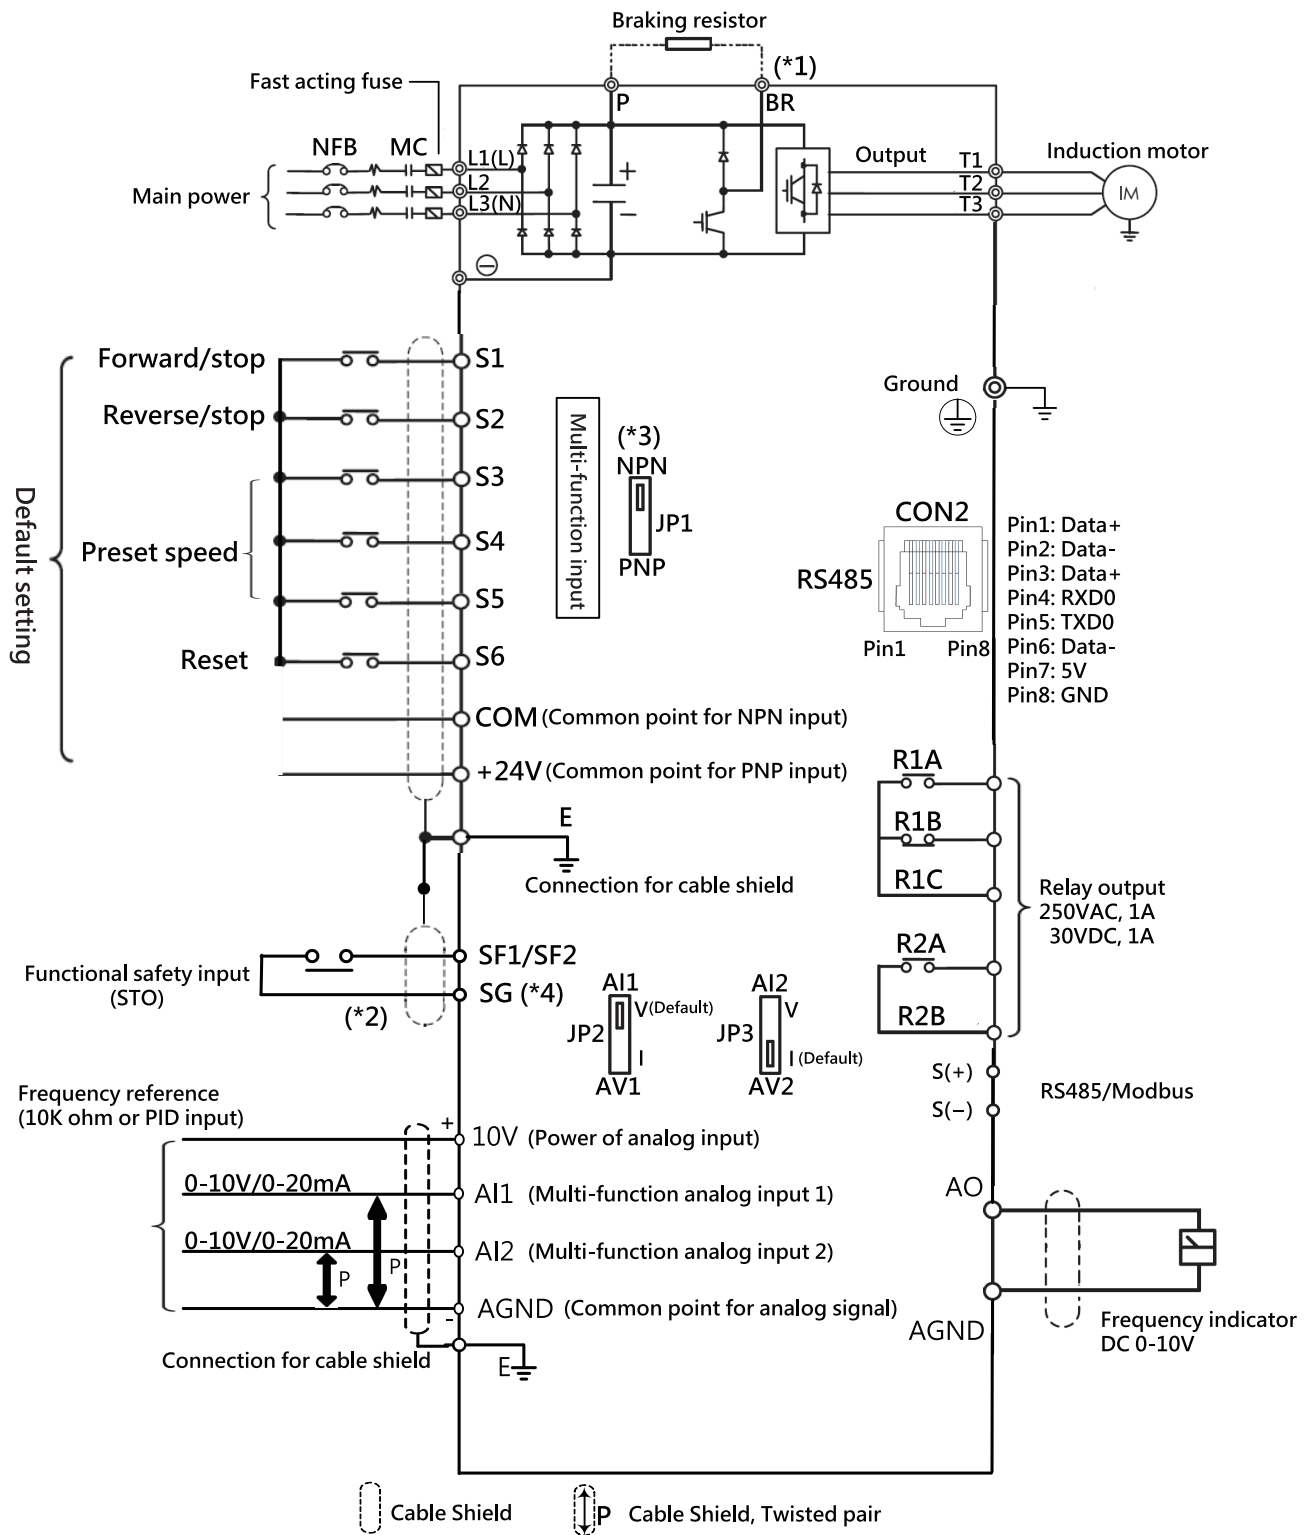 Braking resistor
(*1)
Fast acting fuse
P
BR
NFB
MC
L1(L)
L2
L3(N)
Main power
Output
T1
T2
T3
Induction motor
IM
+
−
−
Default setting
Forward/stop
S1
Reverse/stop
S2
S3
Preset speed
S4
S5
Reset
S6
Multi-function input
(*3)
NPN
JP1
PNP
COM (Common point for NPN input)
+24V (Common point for PNP input)
E
Connection for cable shield
Ground
CON2
RS485
Pin1
Pin8
Pin1: Data+
Pin2: Data-
Pin3: Data+
Pin4: RXD0
Pin5: TXD0
Pin6: Data-
Pin7: 5V
Pin8: GND
R1A
R1B
R1C
R2A
R2B
Relay output
250VAC, 1A
30VDC, 1A
Functional safety input
(STO)
(*2)
SF1/SF2
SG (*4)
AI1
V (Default)
JP2
I
AV1
AI2
V
JP3
I (Default)
AV2
S(+)
S(−)
RS485/Modbus
Frequency reference
(10K ohm or PID input)
+
10V (Power of analog input)
0-10V/0-20mA
AI1 (Multi-function analog input 1)
0-10V/0-20mA
AI2 (Multi-function analog input 2)
P
P
-
AGND (Common point for analog signal)
Connection for cable shield
E
AO
AGND
Frequency indicator
DC 0-10V
Cable Shield
P
Cable Shield, Twisted pair